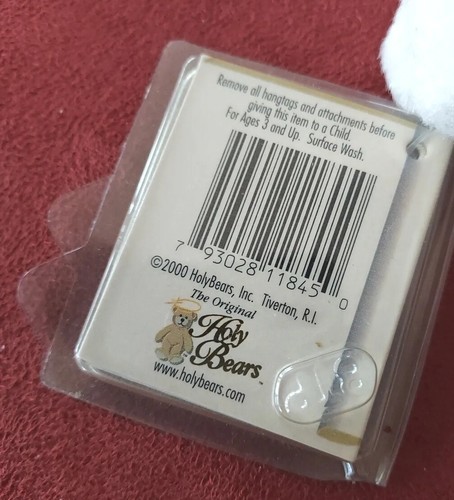 Remove all hangtags and attachments before
giving this item to a Child.
For Ages 3 and Up. Surface Wash.
7 93028 11845 0
©2000 HolyBears, Inc. Tiverton, R.I.
The Original
Holy
Bears™
www.holybears.com